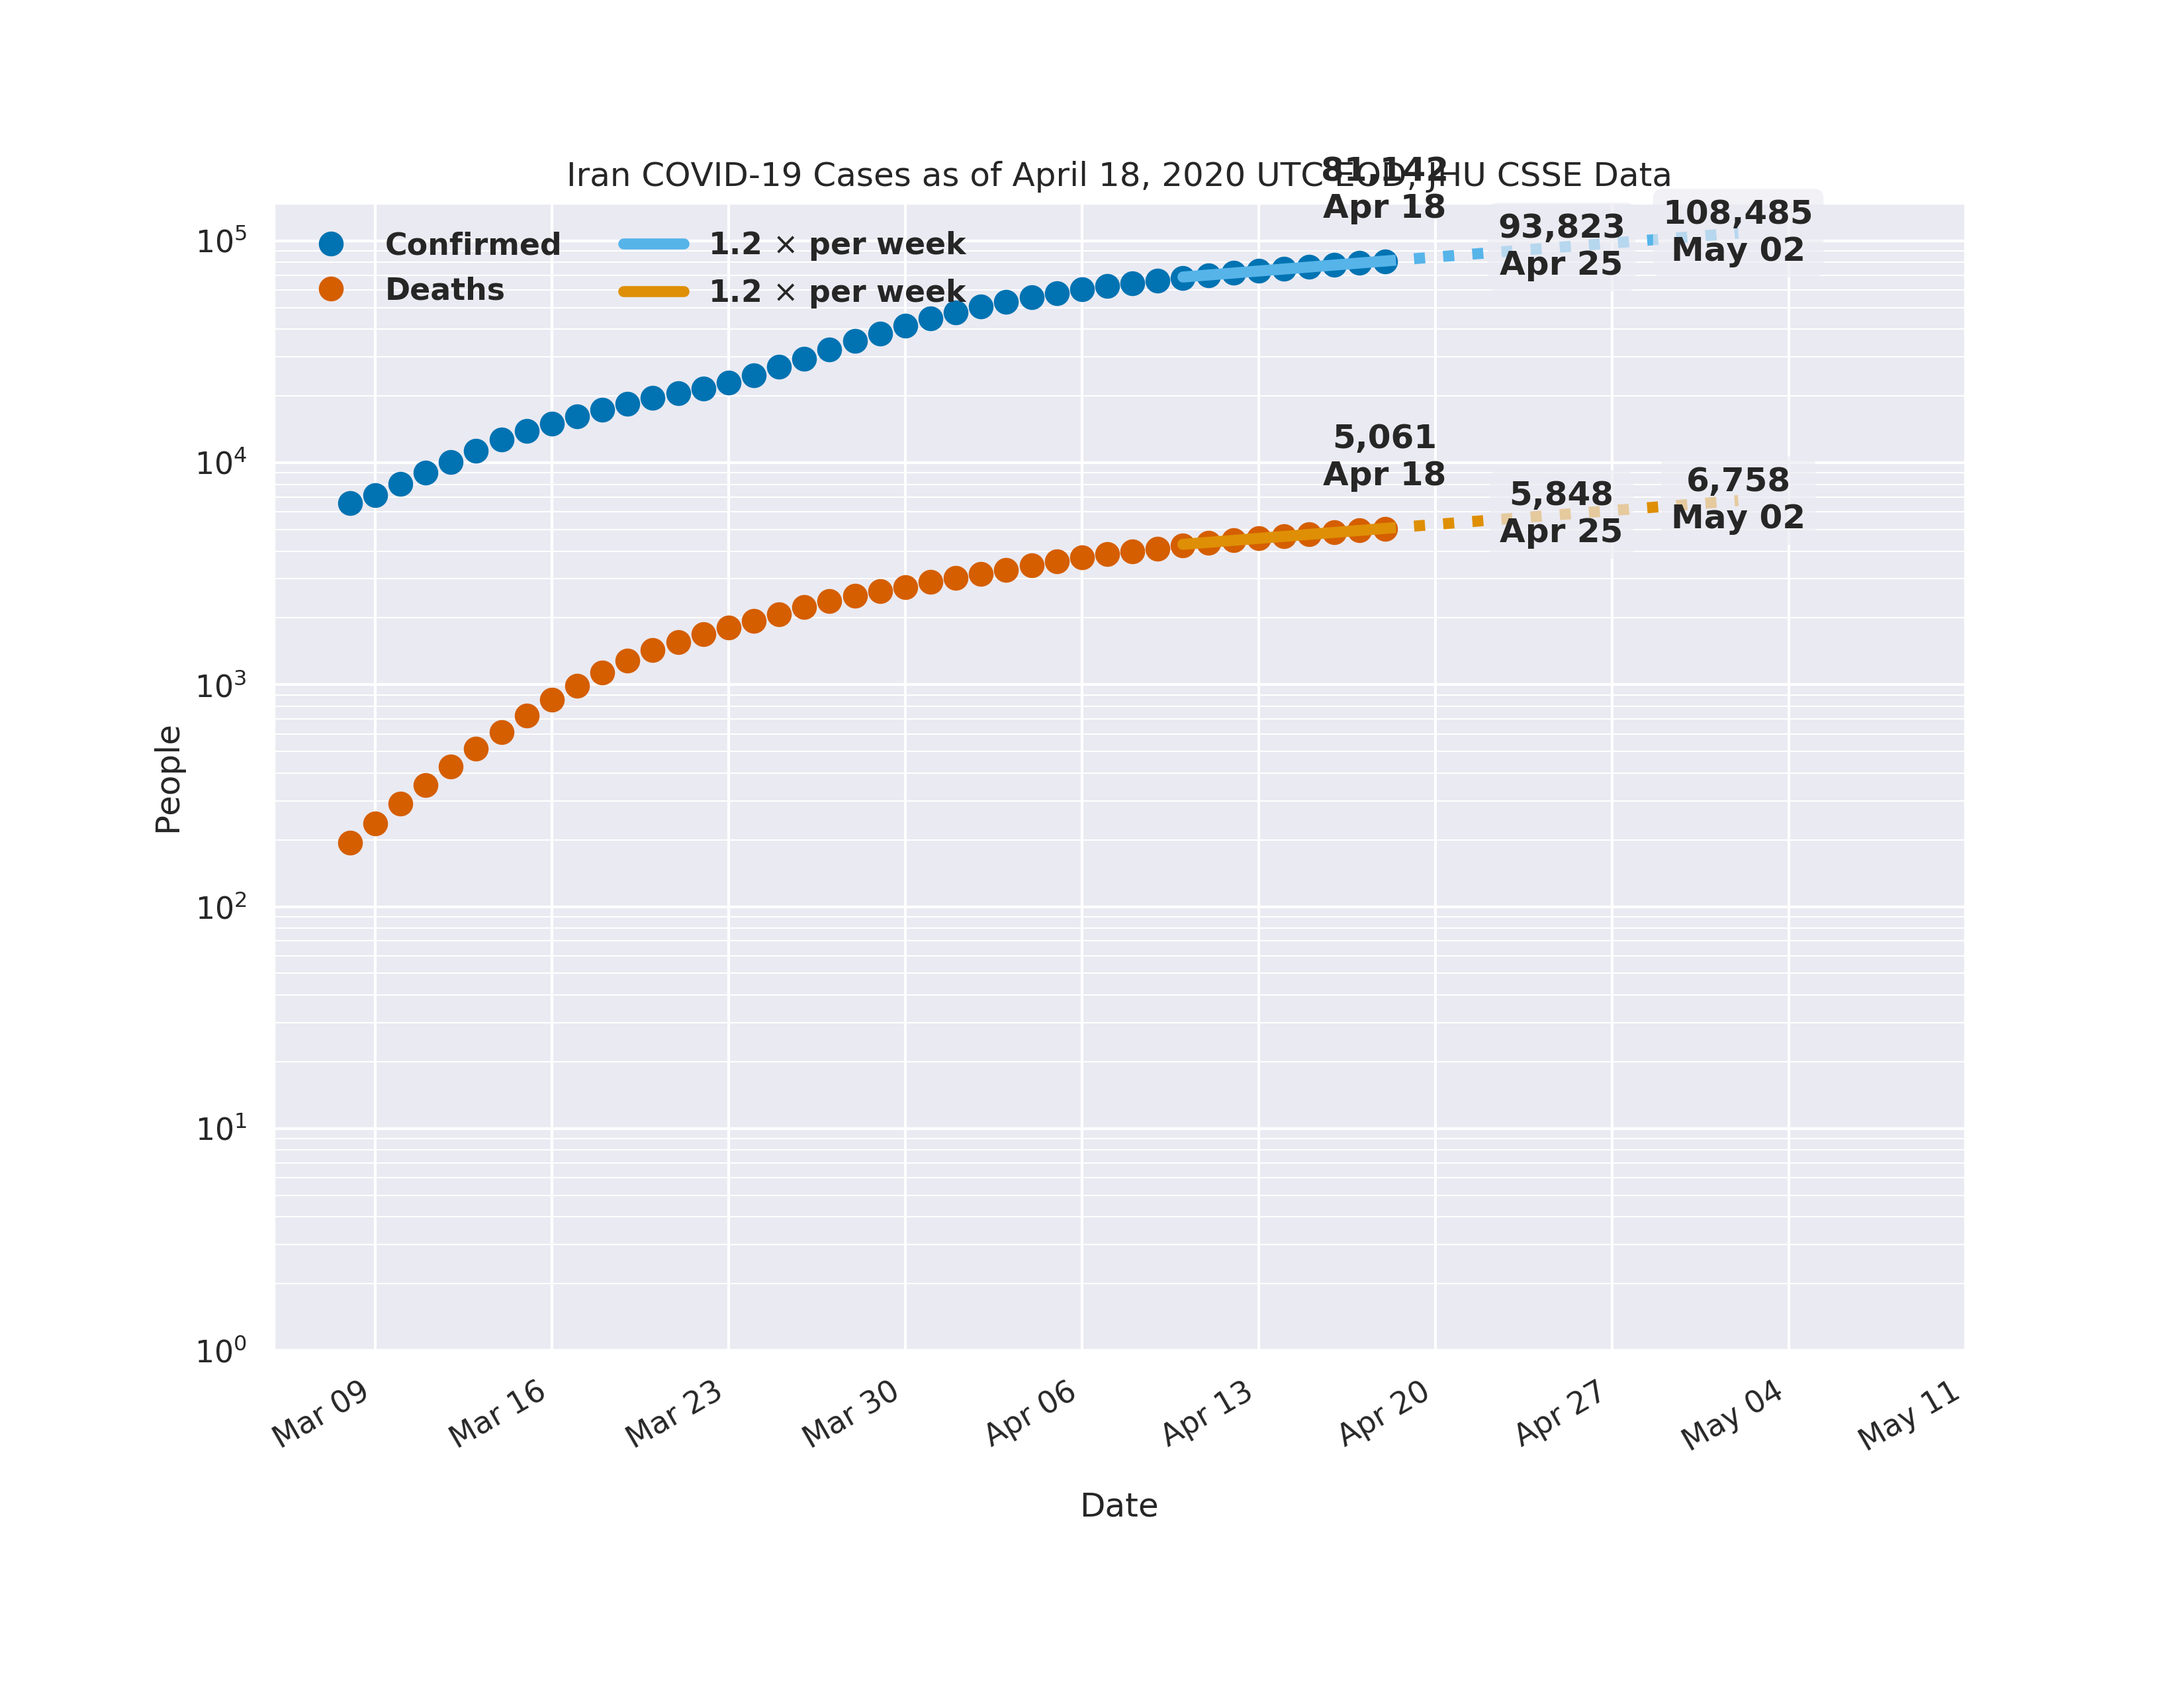 Iran COVID-19 Cases as of April 18, 2020 UTC EOD, JHU CSSE Data
81,142
Apr 18
93,823
Apr 25
108,485
May 02
Confirmed
Deaths
1.2 × per week
1.2 × per week
5,061
Apr 18
5,848
Apr 25
6,758
May 02
People
10⁵
10⁴
10³
10²
10¹
10⁰
Mar 09
Mar 16
Mar 23
Mar 30
Apr 06
Apr 13
Apr 20
Apr 27
May 04
May 11
Date